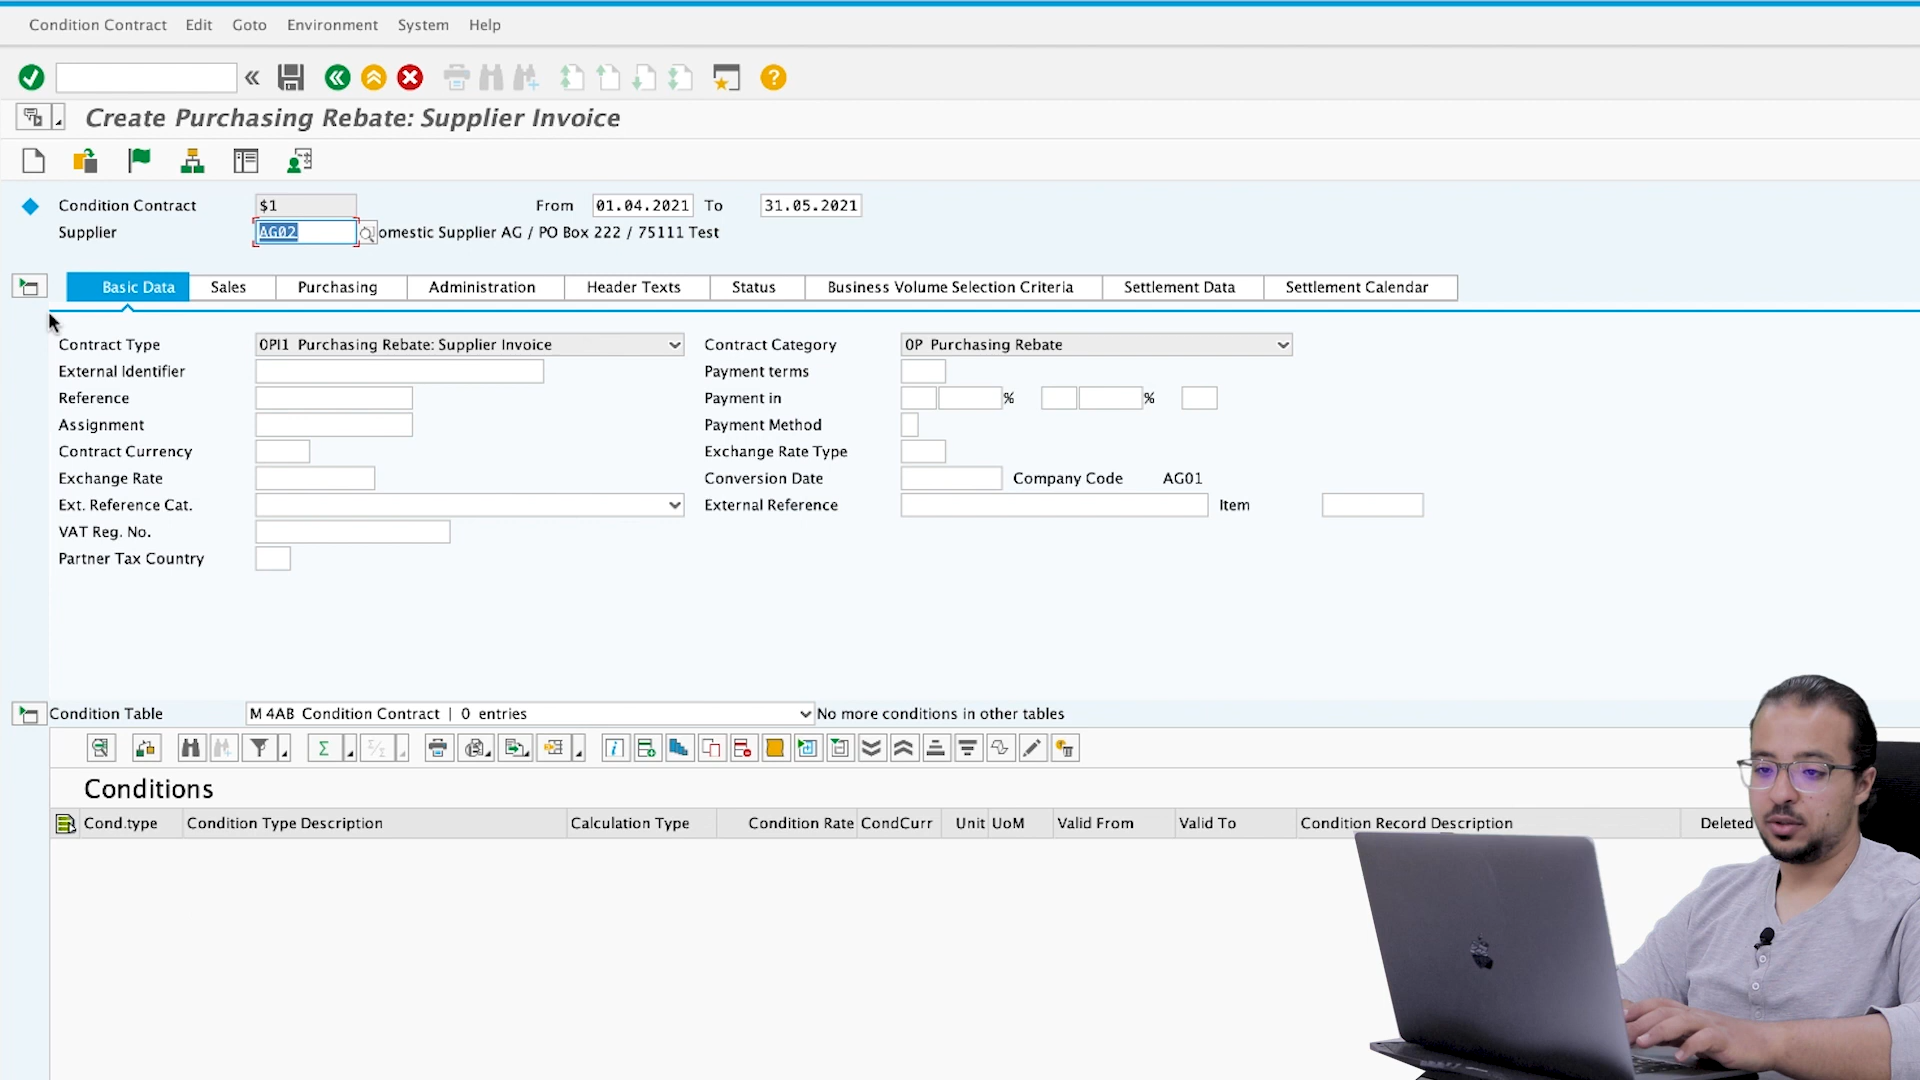 Condition Contract Edit Goto Environment System Help
Create Purchasing Rebate: Supplier Invoice
Condition Contract $1 From 01.04.2021 To 31.05.2021
Supplier AG02 omestic Supplier AG / PO Box 222 / 75111 Test
Basic Data Sales Purchasing Administration Header Texts Status Business Volume Selection Criteria Settlement Data Settlement Calendar
Contract Type 0PI1 Purchasing Rebate: Supplier Invoice Contract Category 0P Purchasing Rebate
External Identifier Payment terms
Reference Payment in % %
Assignment Payment Method
Contract Currency Exchange Rate Type
Exchange Rate Conversion Date Company Code AG01
Ext. Reference Cat. External Reference Item
VAT Reg. No.
Partner Tax Country
Condition Table M 4AB Condition Contract | 0 entries No more conditions in other tables
Conditions
Cond.type Condition Type Description Calculation Type Condition Rate CondCurr Unit UoM Valid From Valid To Condition Record Description Deleted